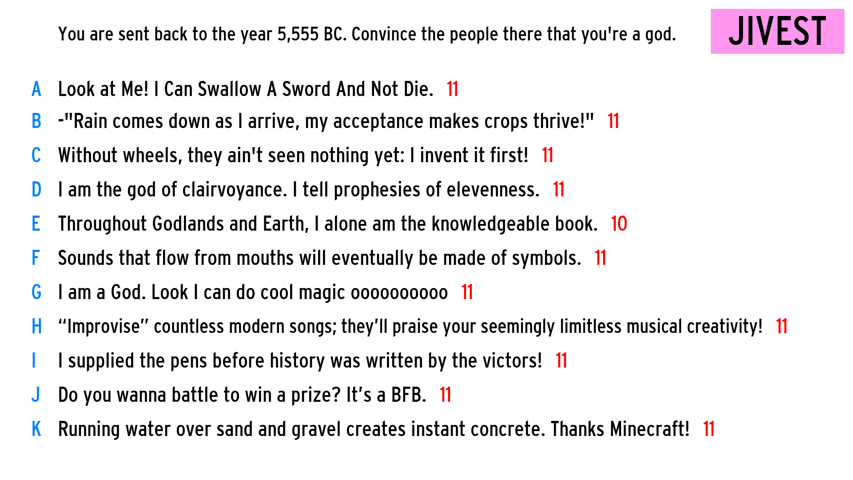 You are sent back to the year 5,555 BC. Convince the people there that you're a god.
JIVEST
A Look at Me! I Can Swallow A Sword And Not Die. 11
B -"Rain comes down as I arrive, my acceptance makes crops thrive!" 11
C Without wheels, they ain't seen nothing yet: I invent it first! 11
D I am the god of clairvoyance. I tell prophesies of elevenness. 11
E Throughout Godlands and Earth, I alone am the knowledgeable book. 10
F Sounds that flow from mouths will eventually be made of symbols. 11
G I am a God. Look I can do cool magic oooooooooo 11
H “Improvise” countless modern songs; they’ll praise your seemingly limitless musical creativity! 11
I I supplied the pens before history was written by the victors! 11
J Do you wanna battle to win a prize? It’s a BFB. 11
K Running water over sand and gravel creates instant concrete. Thanks Minecraft! 11